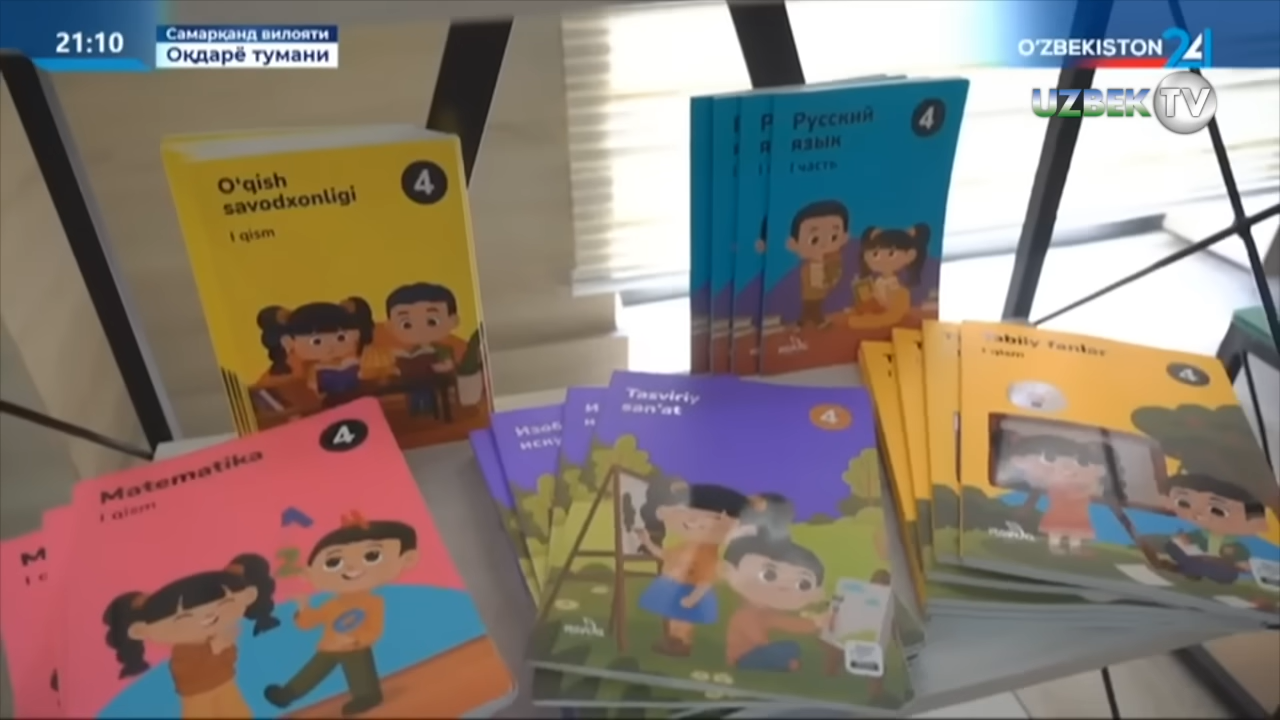 21:10
Самарқанд вилояти
Оқдарё тумани
O'ZBEKISTON 24
UZBEK TV
O'qish
savodxonligi
4
I qism
Русский
язык
4
I часть
Matematika
4
I qism
Tasviriy
san'at
4
abiiy fanlar
4
I qism